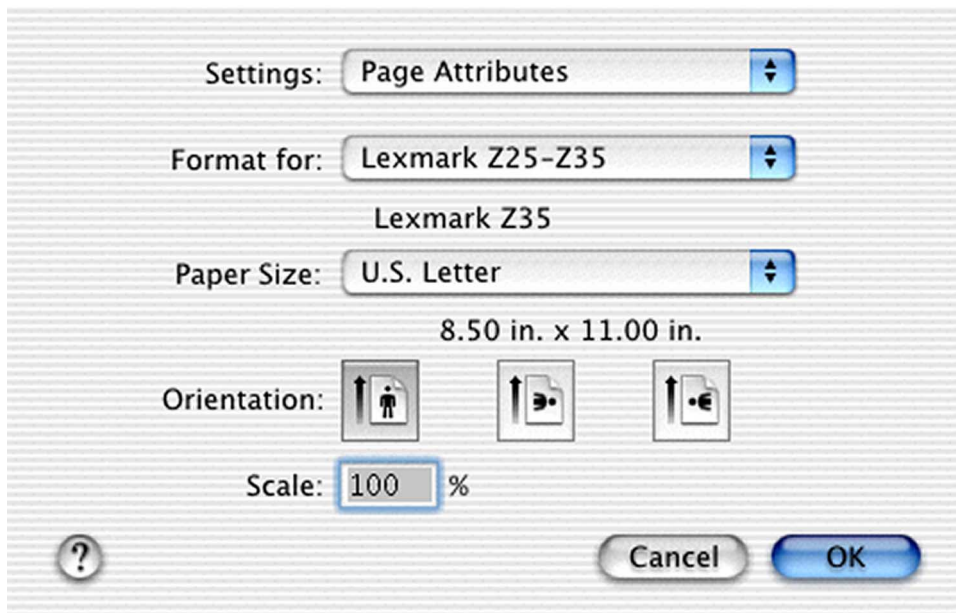 Settings: Page Attributes
Format for: Lexmark Z25-Z35
Lexmark Z35
Paper Size: U.S. Letter
8.50 in. x 11.00 in.
Orientation:
Scale: 100 %
? Cancel OK